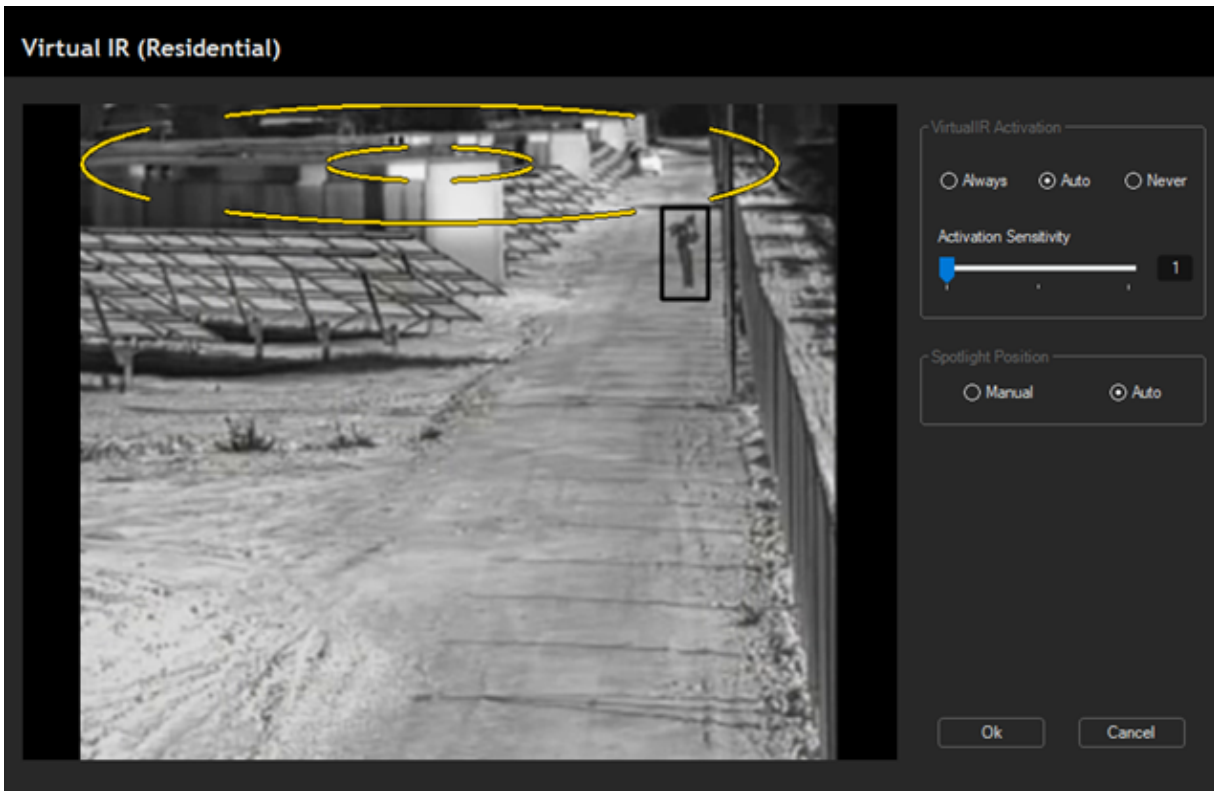 Virtual IR (Residential)
VirtualIR Activation
Always Auto Never
Activation Sensitivity
1
Spotlight Position
Manual Auto
Ok Cancel